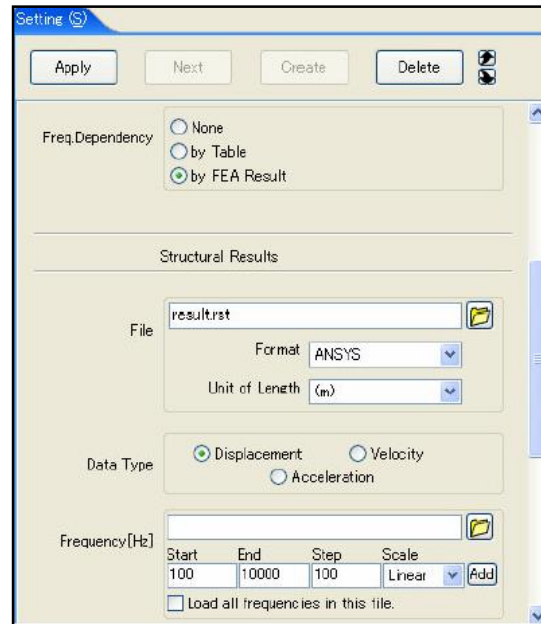 Setting (S)
Apply Next Create Delete
Freq.Dependency
None
by Table
by FEA Result
Structural Results
File
result.rst
Format ANSYS
Unit of Length (m)
Data Type
Displacement Velocity
Acceleration
Frequency[Hz]
Start End Step Scale
100 10000 100 Linear Add
Load all frequencies in this file.